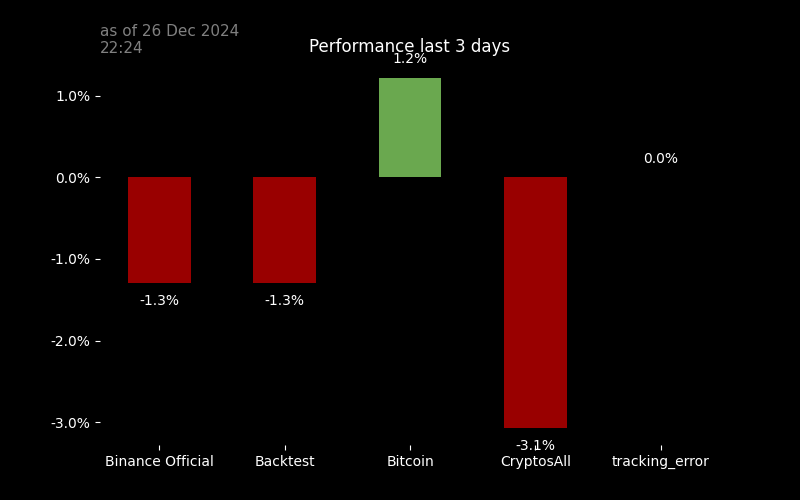 as of 26 Dec 2024
22:24
Performance last 3 days
1.2%
1.0%
0.0%
0.0%
-1.0%
-1.3%
-1.3%
-2.0%
-3.0%
-3.1%
Binance Official
Backtest
Bitcoin
CryptosAll
tracking_error